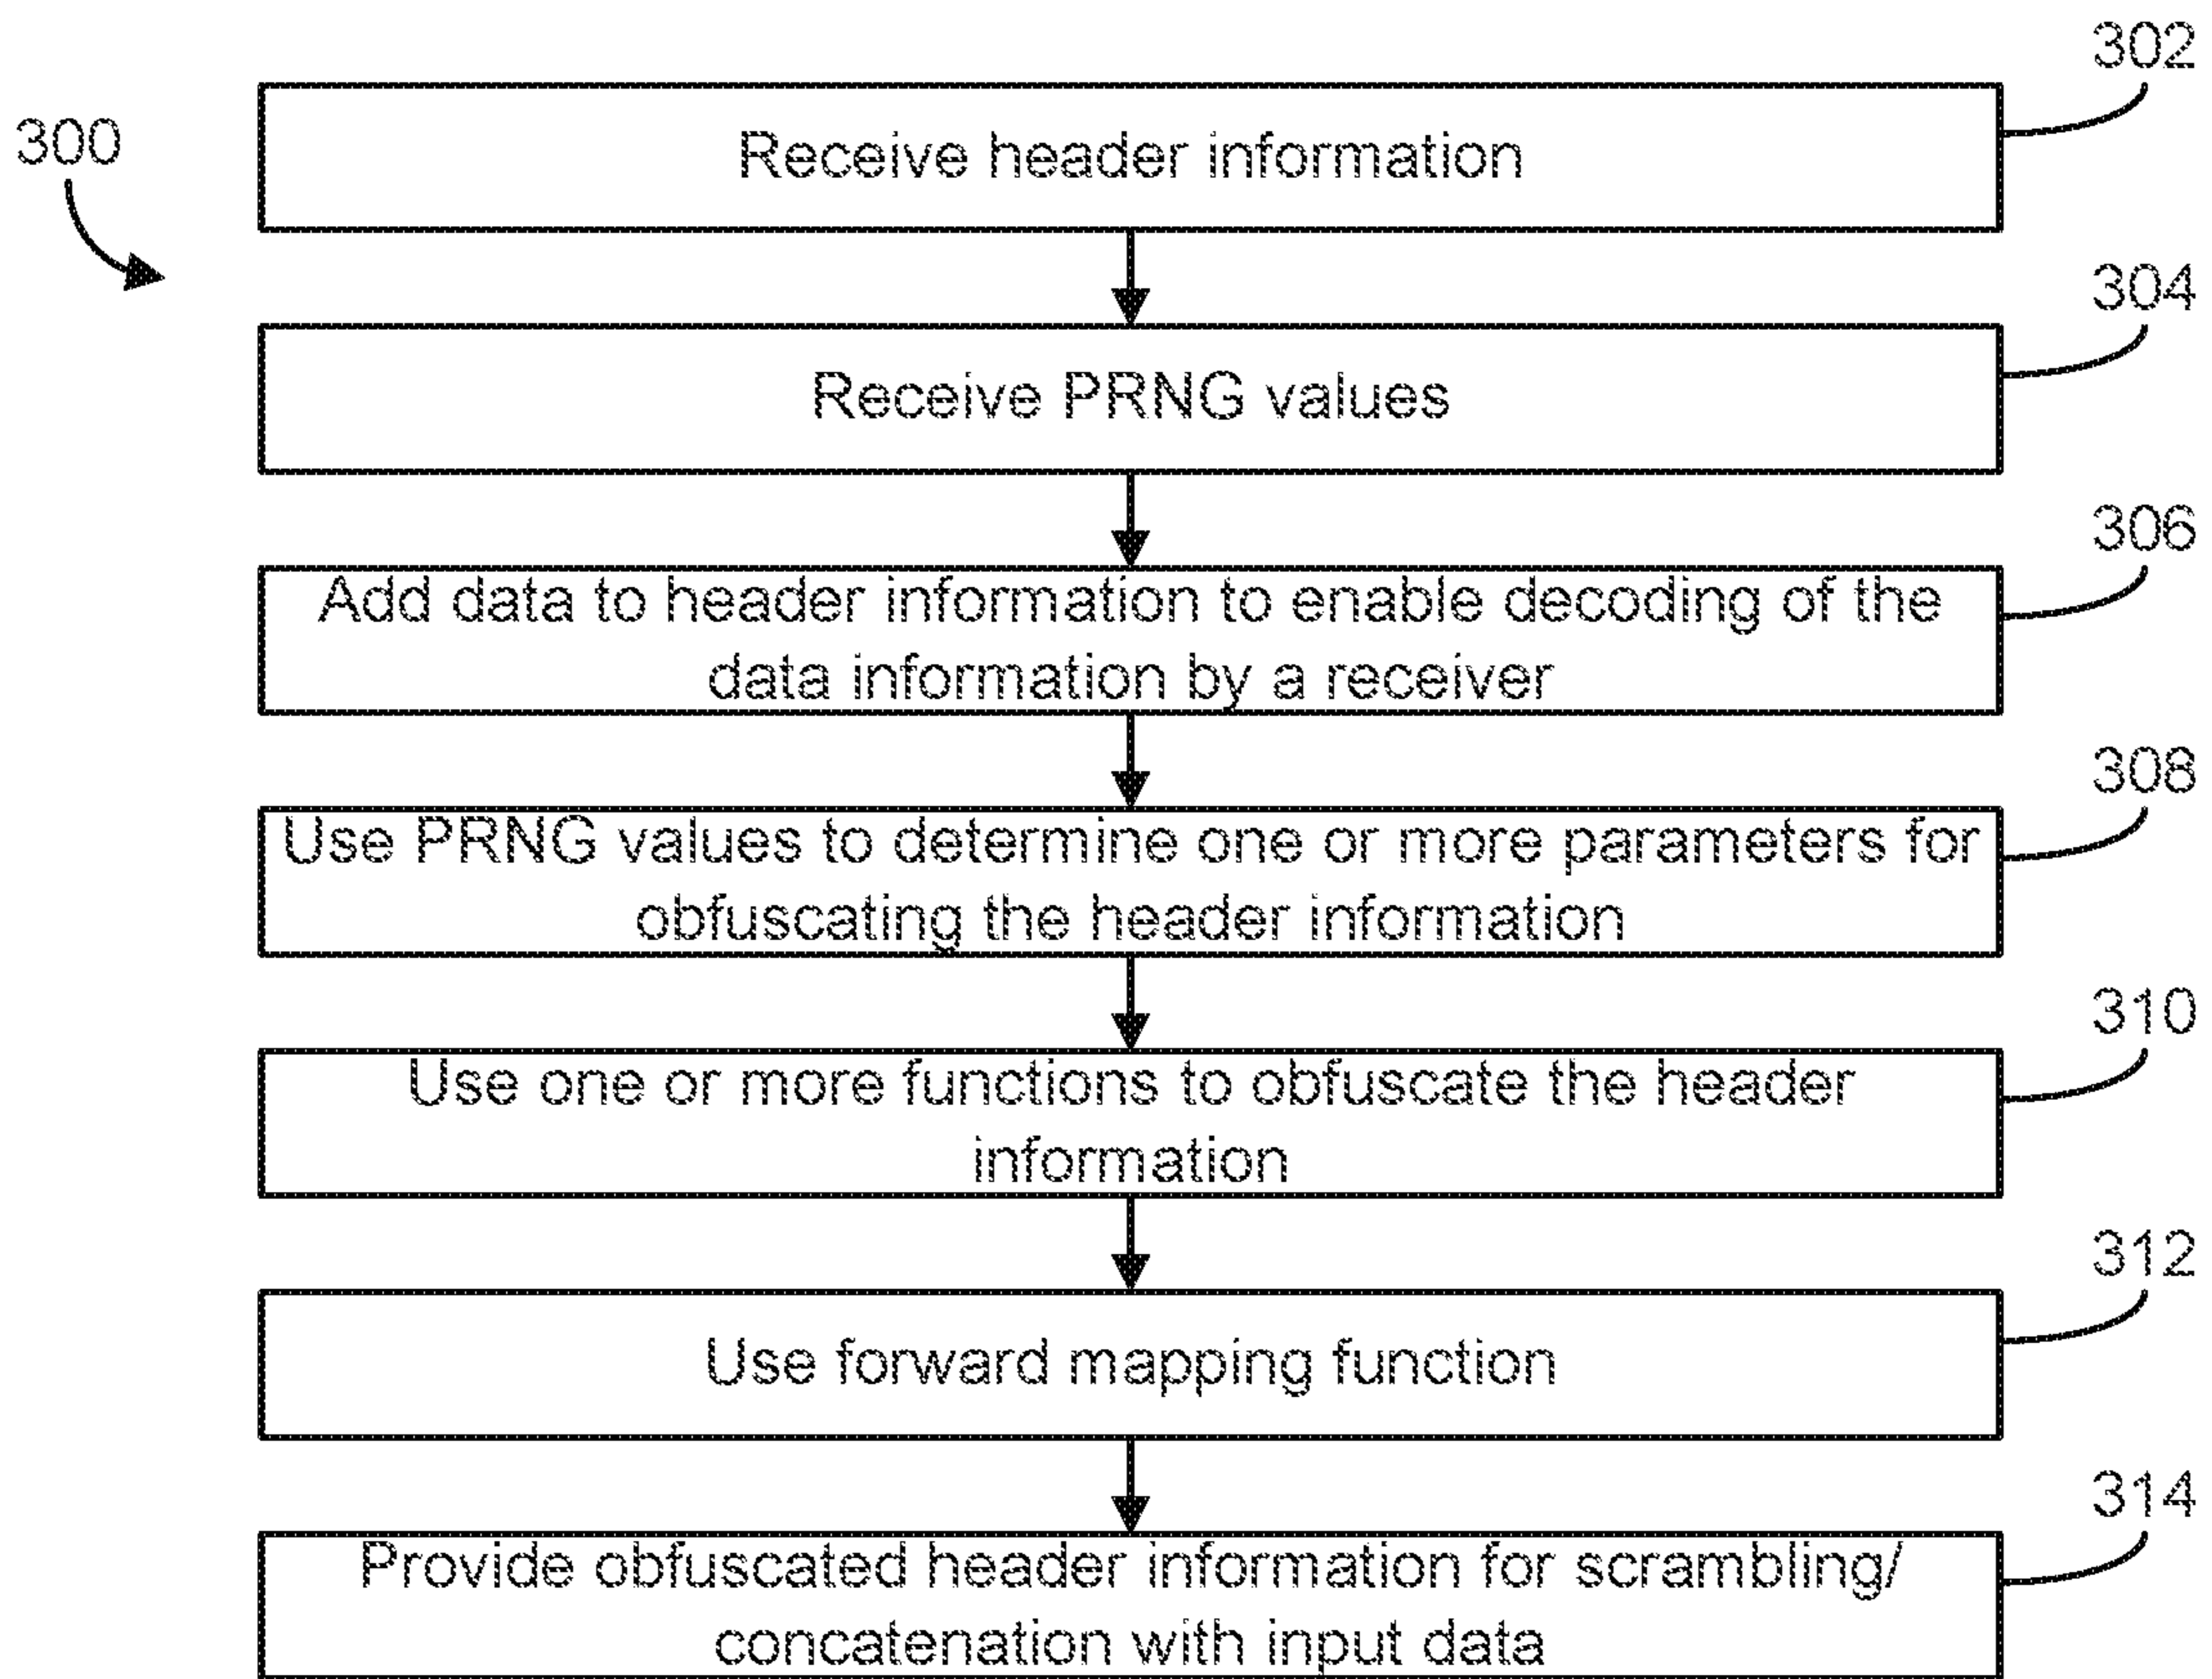 302
300
Receive header information
304
Receive PRNG values
306
Add data to header information to enable decoding of the
data information by a receiver
308
Use PRNG values to determine one or more parameters for
obfuscating the header information
310
Use one or more functions to obfuscate the header
information
312
Use forward mapping function
314
Provide obfuscated header information for scrambling/
concatenation with input data